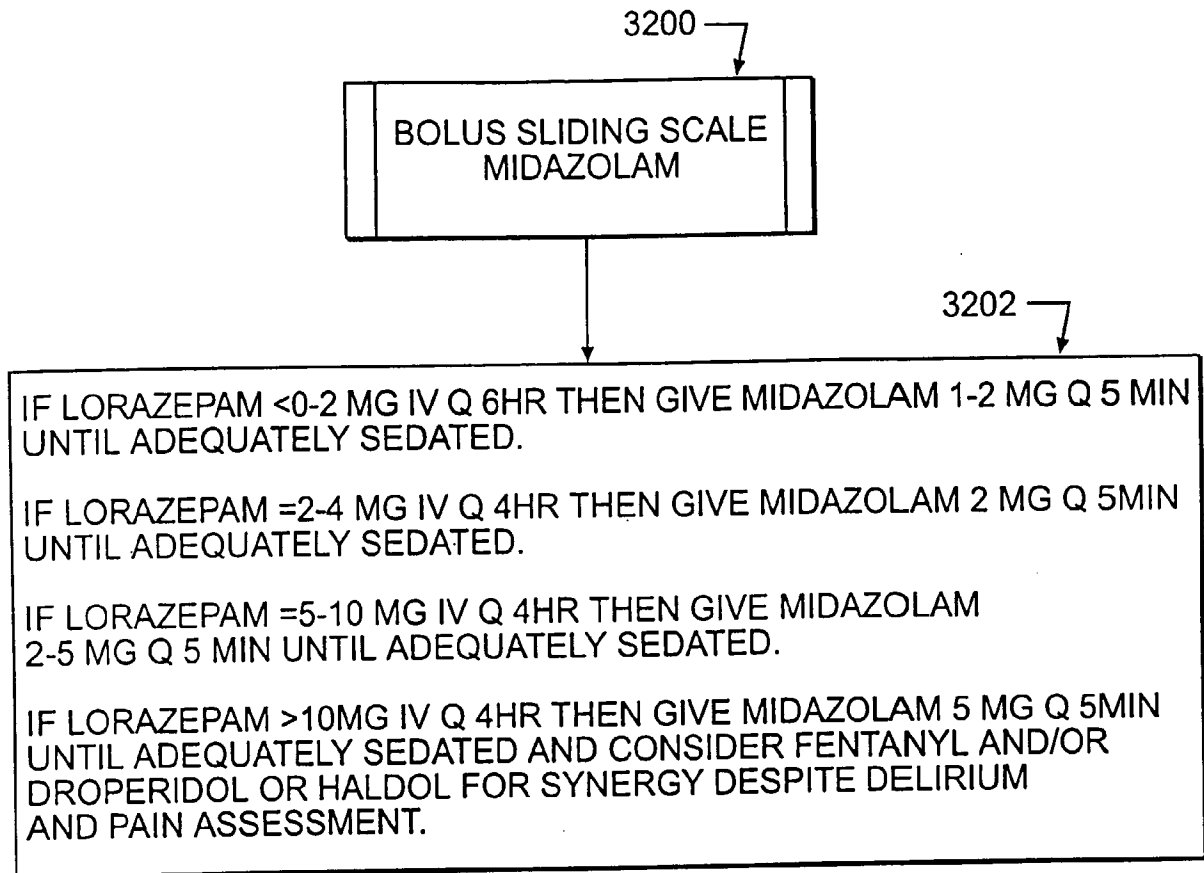 3200
BOLUS SLIDING SCALE
MIDAZOLAM
3202
IF LORAZEPAM <0-2 MG IV Q 6HR THEN GIVE MIDAZOLAM 1-2 MG Q 5 MIN
UNTIL ADEQUATELY SEDATED.
IF LORAZEPAM =2-4 MG IV Q 4HR THEN GIVE MIDAZOLAM 2 MG Q 5MIN
UNTIL ADEQUATELY SEDATED.
IF LORAZEPAM =5-10 MG IV Q 4HR THEN GIVE MIDAZOLAM
2-5 MG Q 5 MIN UNTIL ADEQUATELY SEDATED.
IF LORAZEPAM >10MG IV Q 4HR THEN GIVE MIDAZOLAM 5 MG Q 5MIN
UNTIL ADEQUATELY SEDATED AND CONSIDER FENTANYL AND/OR
DROPERIDOL OR HALDOL FOR SYNERGY DESPITE DELIRIUM
AND PAIN ASSESSMENT.